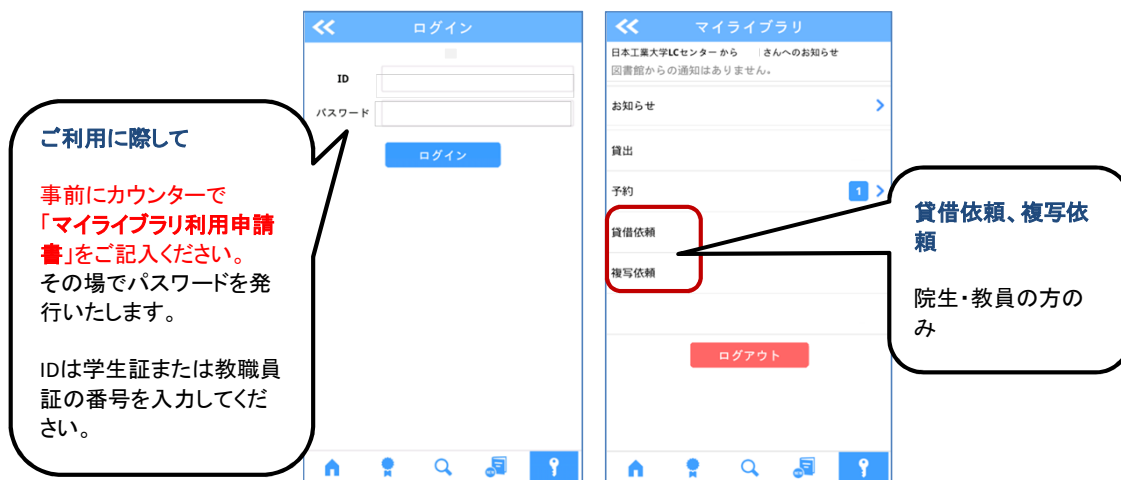 ログイン
ID
パスワード
ログイン
ご利用に際して
事前にカウンターで
「マイライブラリ利用申請
書」をご記入ください。
その場でパスワードを発
行いたします。
IDは学生証または教職員
証の番号を入力してくだ
さい。
マイライブラリ
日本工業大学LCセンター から さんへのお知らせ
図書館からの通知はありません。
お知らせ
貸出
予約 1
貸借依頼
複写依頼
ログアウト
貸借依頼、複写依
頼
院生・教員の方の
み